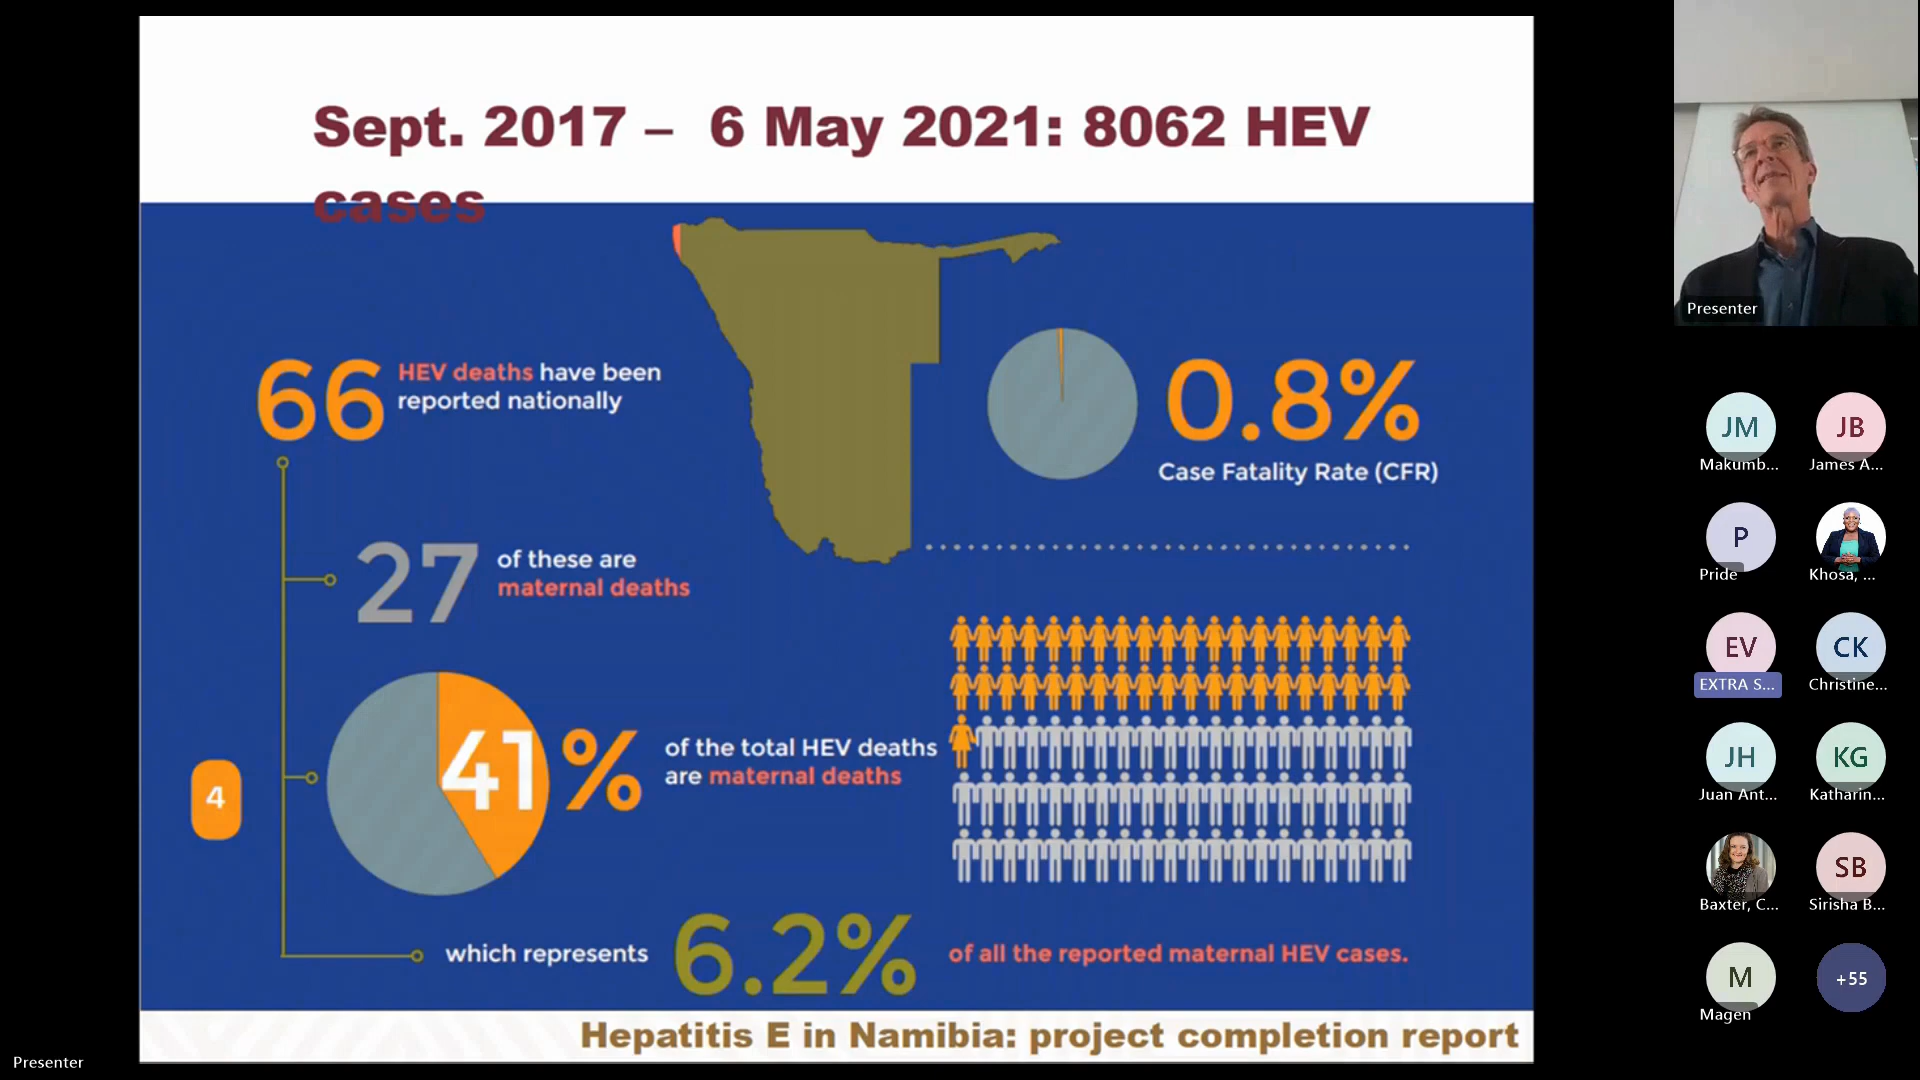 Sept. 2017 – 6 May 2021: 8062 HEV
cases
66
HEV deaths have been
reported nationally
0.8%
Case Fatality Rate (CFR)
27
of these are
maternal deaths
41%
of the total HEV deaths
are maternal deaths
4
which represents
6.2%
of all the reported maternal HEV cases.
Hepatitis E in Namibia: project completion report
Presenter
Presenter
JM
Makumb...
JB
James A...
P
Pride
Khosa, ...
EV
EXTRA S...
CK
Christine...
JH
Juan Ant...
KG
Katharin...
Baxter, C...
SB
Sirisha B...
M
Magen
+55